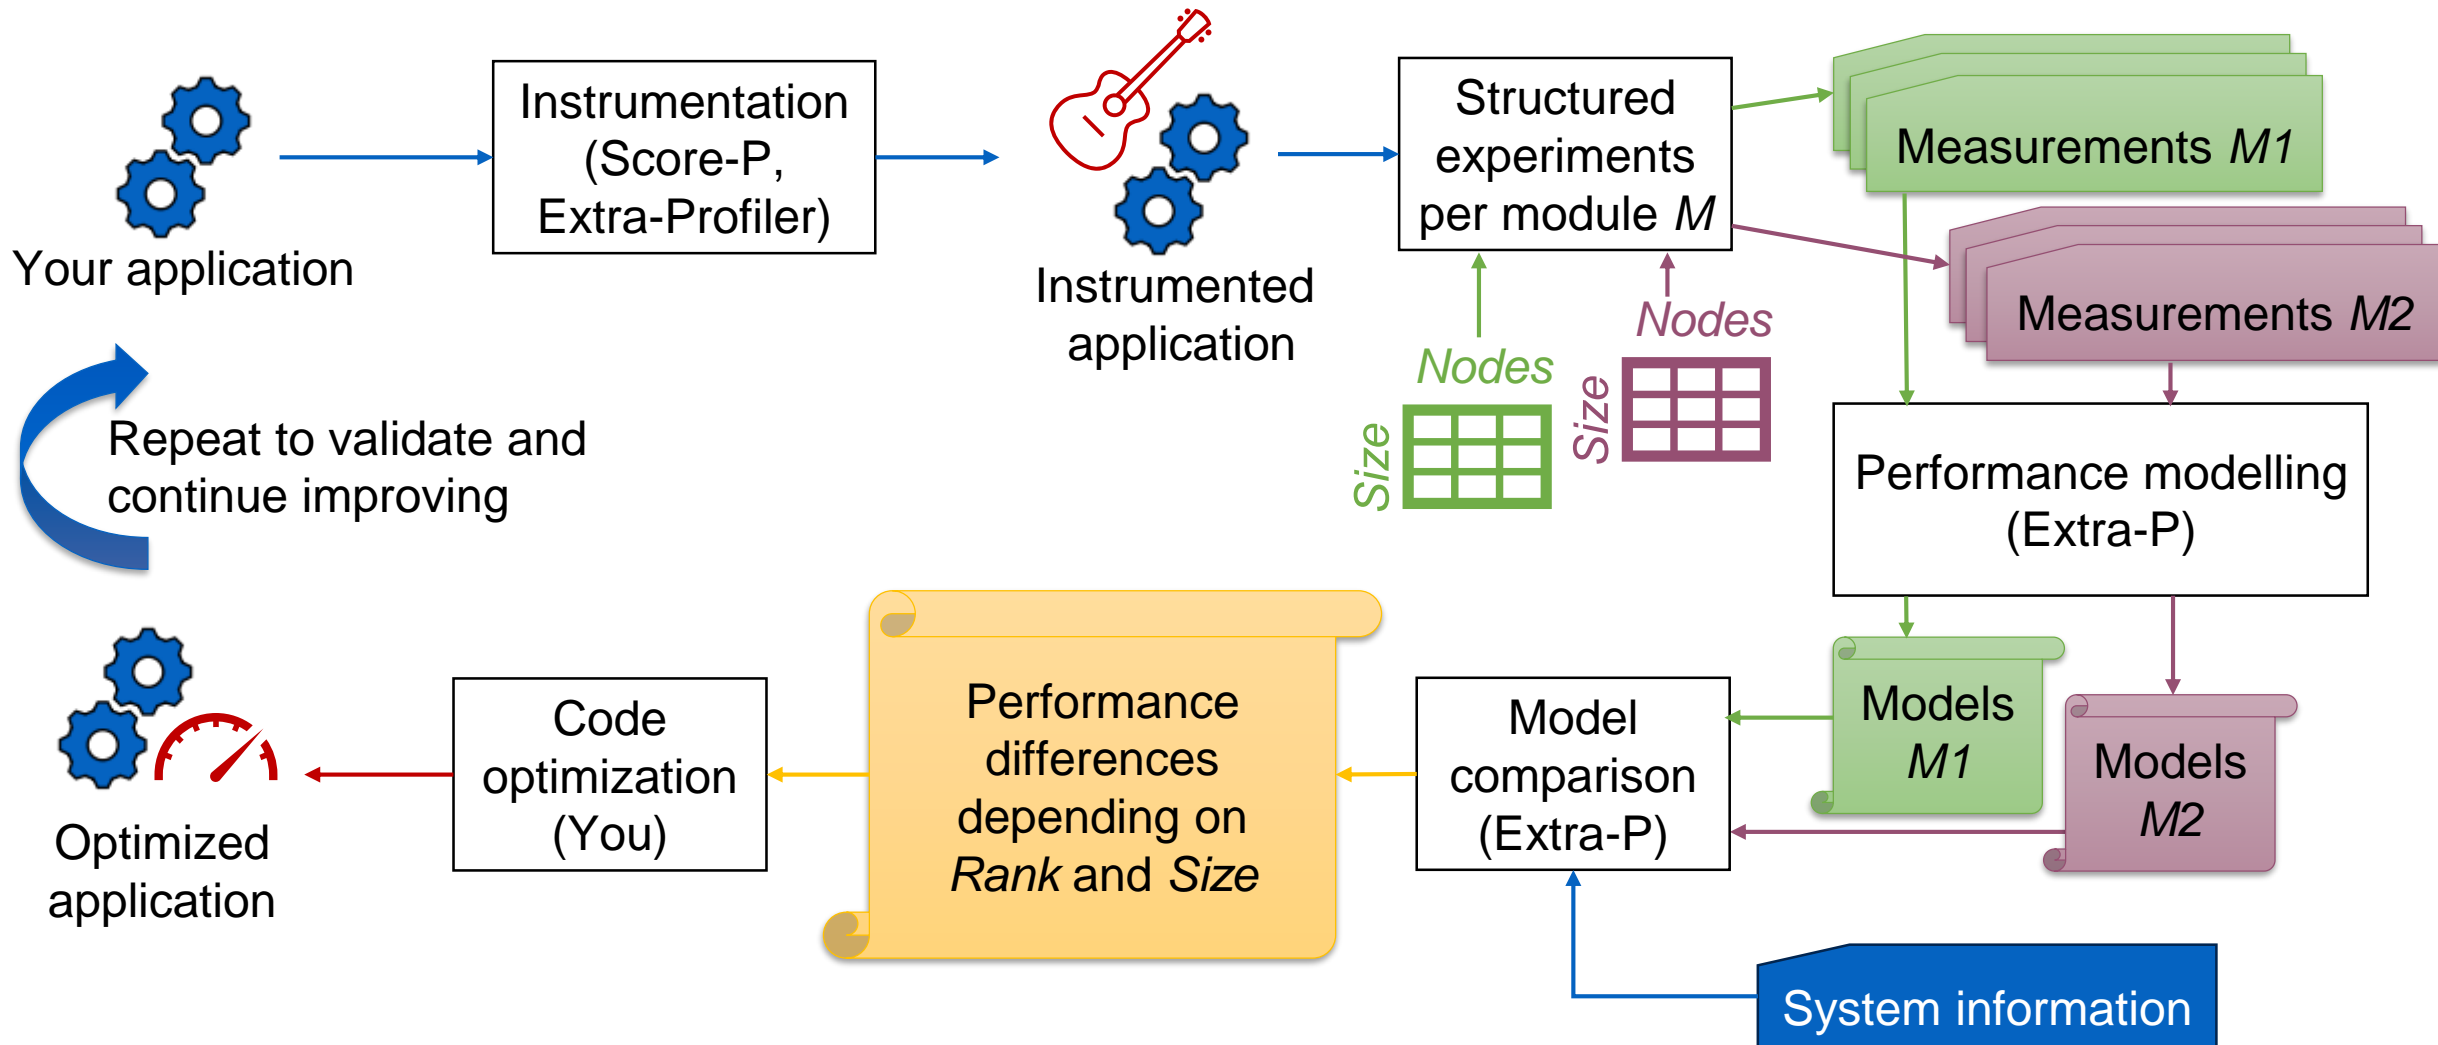 Your application
Instrumentation
(Score-P,
Extra-Profiler)
Instrumented
application
Structured
experiments
per module M
Nodes
Size
Nodes
Size
Measurements M1
Measurements M2
Performance modelling
(Extra-P)
Models
M1
Models
M2
Model
comparison
(Extra-P)
System information
Performance
differences
depending on
Rank and Size
Code
optimization
(You)
Optimized
application
Repeat to validate and
continue improving